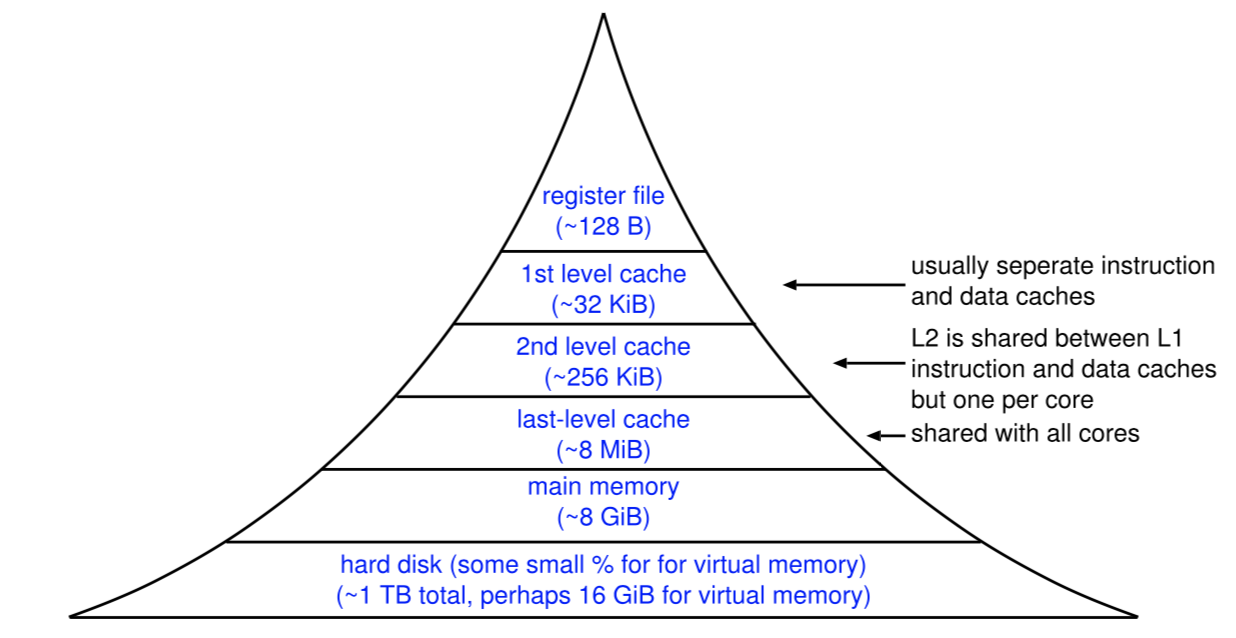 register file
(~128 B)
1st level cache
(~32 KiB)
usually seperate instruction
and data caches
2nd level cache
(~256 KiB)
L2 is shared between L1
instruction and data caches
but one per core
last-level cache
(~8 MiB)
shared with all cores
main memory
(~8 GiB)
hard disk (some small % for for virtual memory)
(~1 TB total, perhaps 16 GiB for virtual memory)